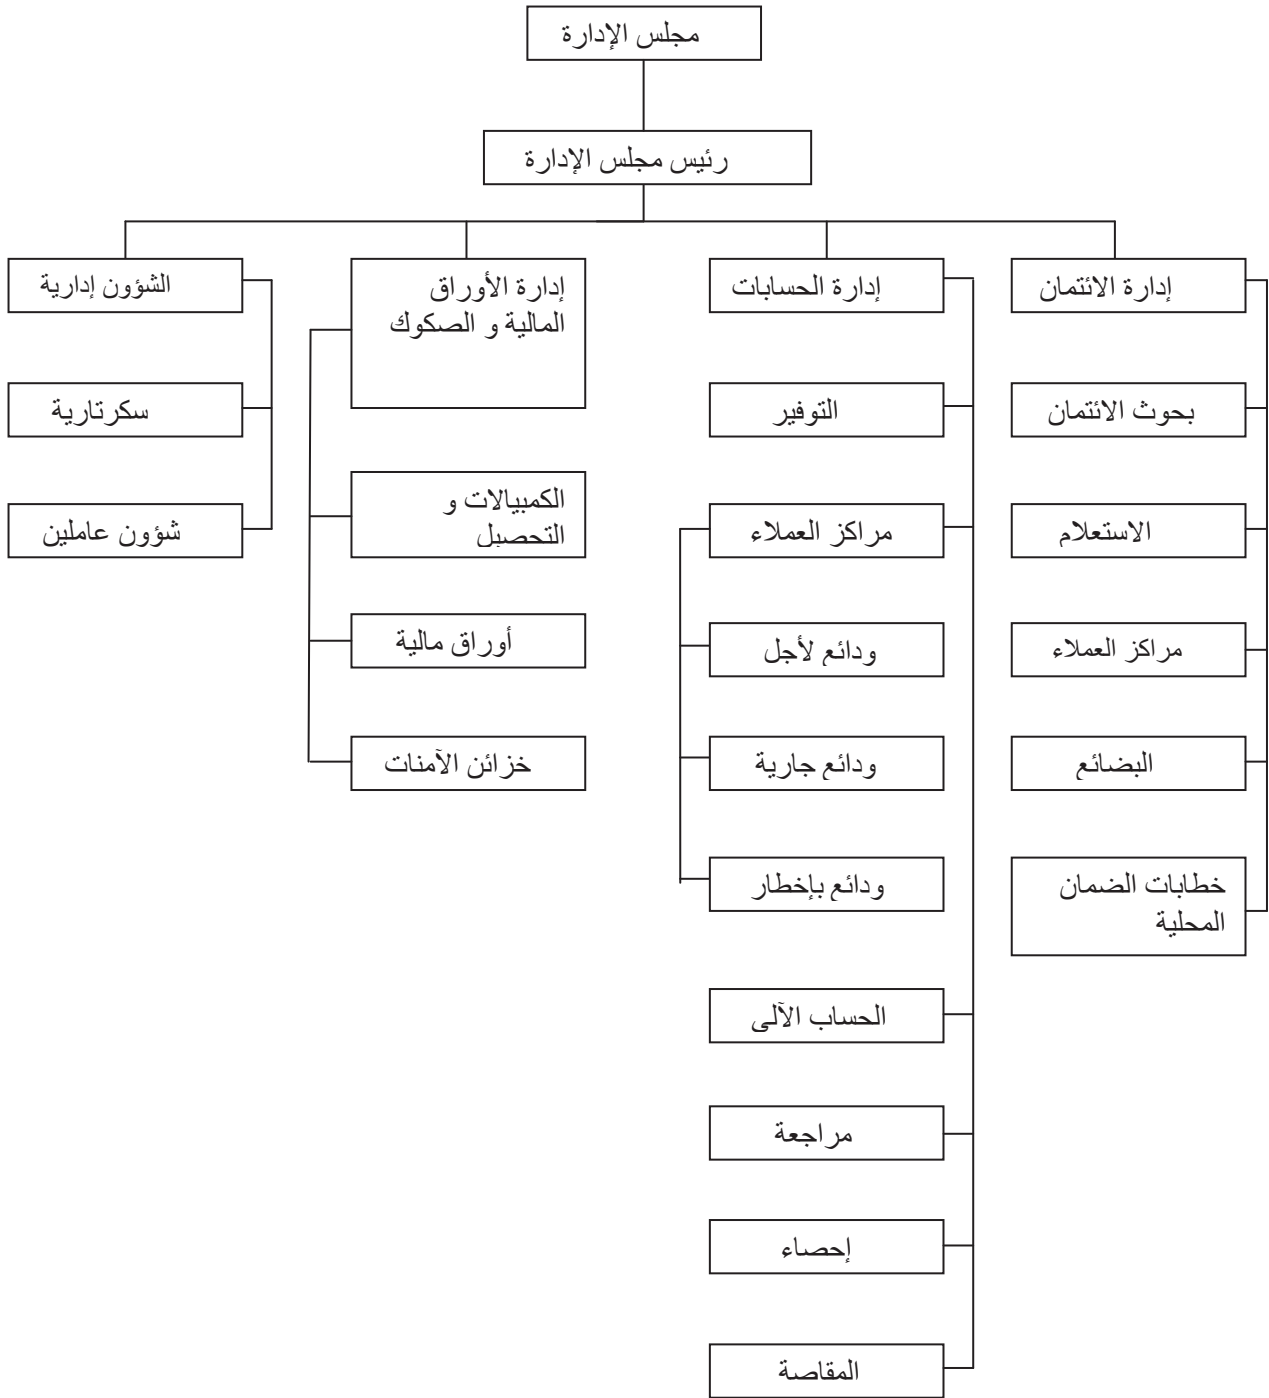 مجلس الإدارة
رئيس مجلس الإدارة
إدارة الائتمان
بحوث الائتمان
الاستعلام
مراكز العملاء
البضائع
خطابات الضمان
المحلية
إدارة الحسابات
التوفير
مراكز العملاء
ودائع لأجل
ودائع جارية
ودائع بإخطار
الحساب الآلى
مراجعة
إحصاء
المقاصة
إدارة الأوراق
المالية و الصكوك
الكمبيالات و
التحصيل
أوراق مالية
خزائن الآمنات
الشؤون إدارية
سكرتارية
شؤون عاملين